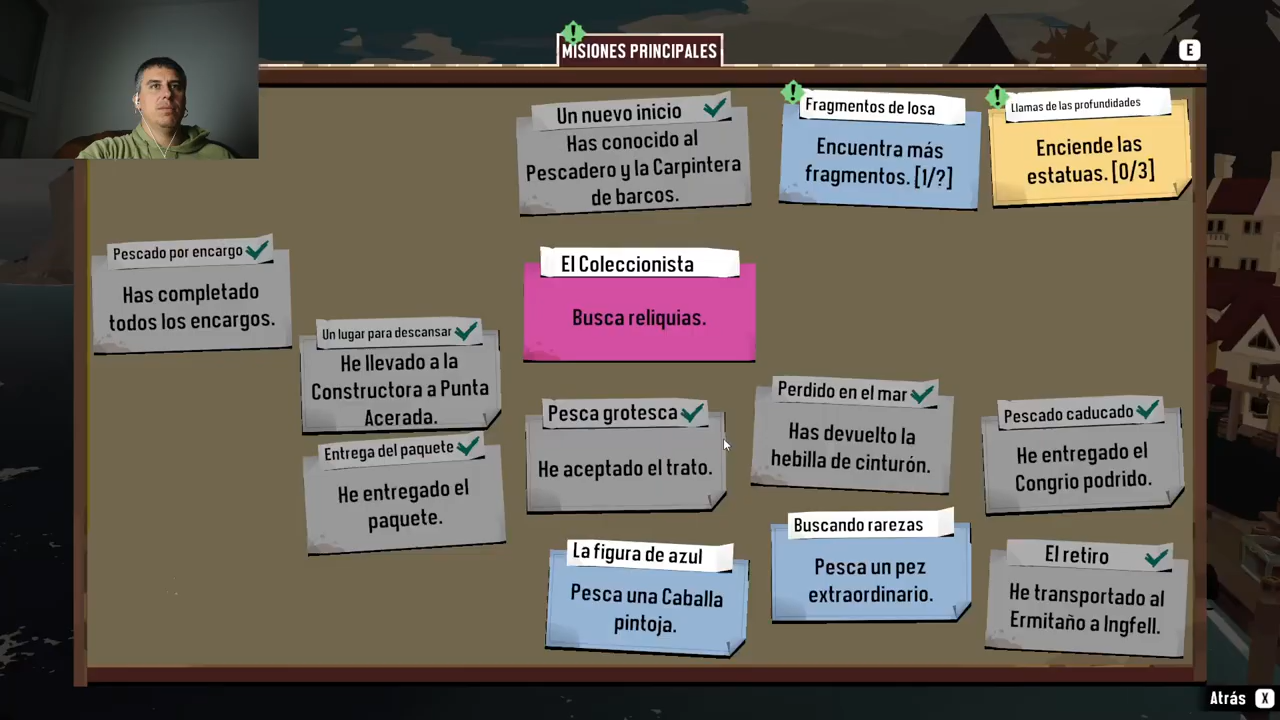 MISIONES PRINCIPALES
E
Un nuevo inicio
Has conocido al
Pescadero y la Carpintera
de barcos.
Fragmentos de losa
Encuentra más
fragmentos. [1/?]
Llamas de las profundidades
Enciende las
estatuas. [0/3]
Pescado por encargo
Has completado
todos los encargos.
El Coleccionista
Busca reliquias.
Un lugar para descansar
He llevado a la
Constructora a Punta
Acerada.
Pesca grotesca
He aceptado el trato.
Perdido en el mar
Has devuelto la
hebilla de cinturón.
Pescado caducado
He entregado el
Congrio podrido.
Entrega del paquete
He entregado el
paquete.
La figura de azul
Pesca una Caballa
pintoja.
Buscando rarezas
Pesca un pez
extraordinario.
El retiro
He transportado al
Ermitaño a Ingfell.
Atrás X